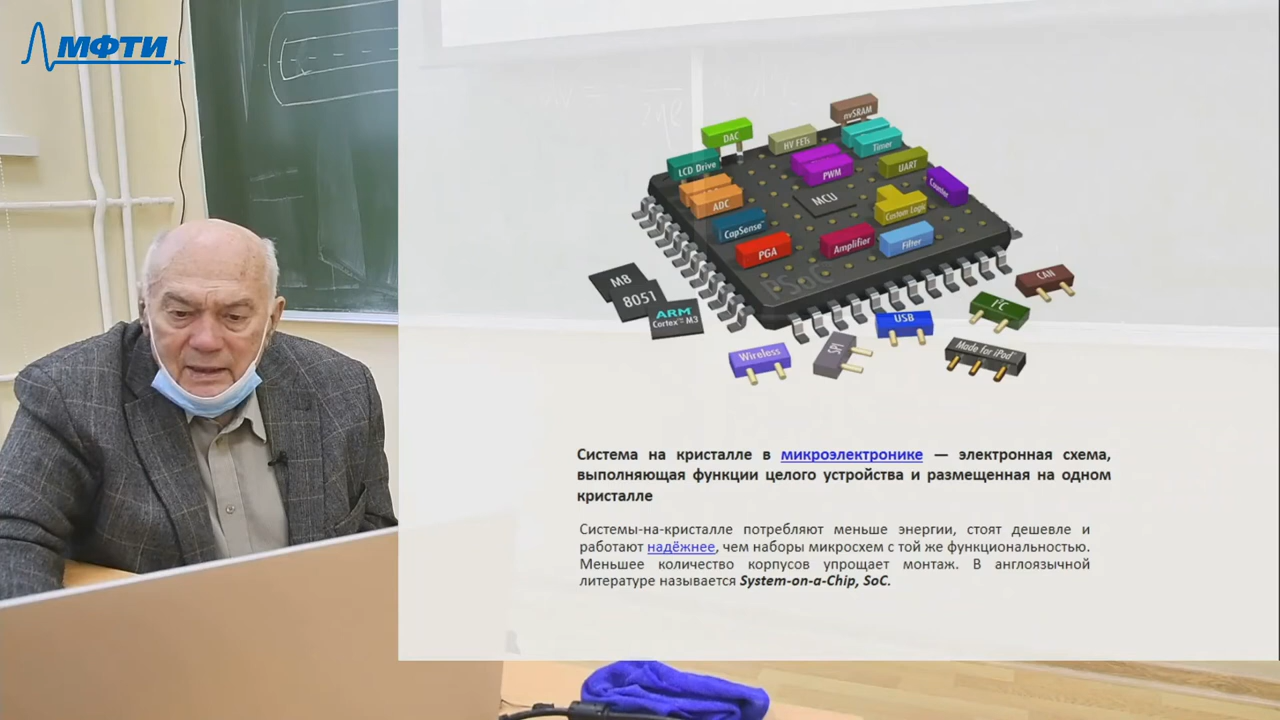 МФТИ
nvSRAM
DAC
HV FETs
Timer
LCD Drive
PWM
UART
ADC
MCU
Counter
CapSense™
Custom Logic
PGA
Amplifier
Filter
PSoC
M8
8051
ARM
Cortex™ M3
CAN
I²C
USB
Wireless
SPI
Made for iPod
Система на кристалле в микроэлектронике — электронная схема,
выполняющая функции целого устройства и размещенная на одном
кристалле
Системы-на-кристалле потребляют меньше энергии, стоят дешевле и
работают надёжнее, чем наборы микросхем с той же функциональностью.
Меньшее количество корпусов упрощает монтаж. В англоязычной
литературе называется System-on-a-Chip, SoC.